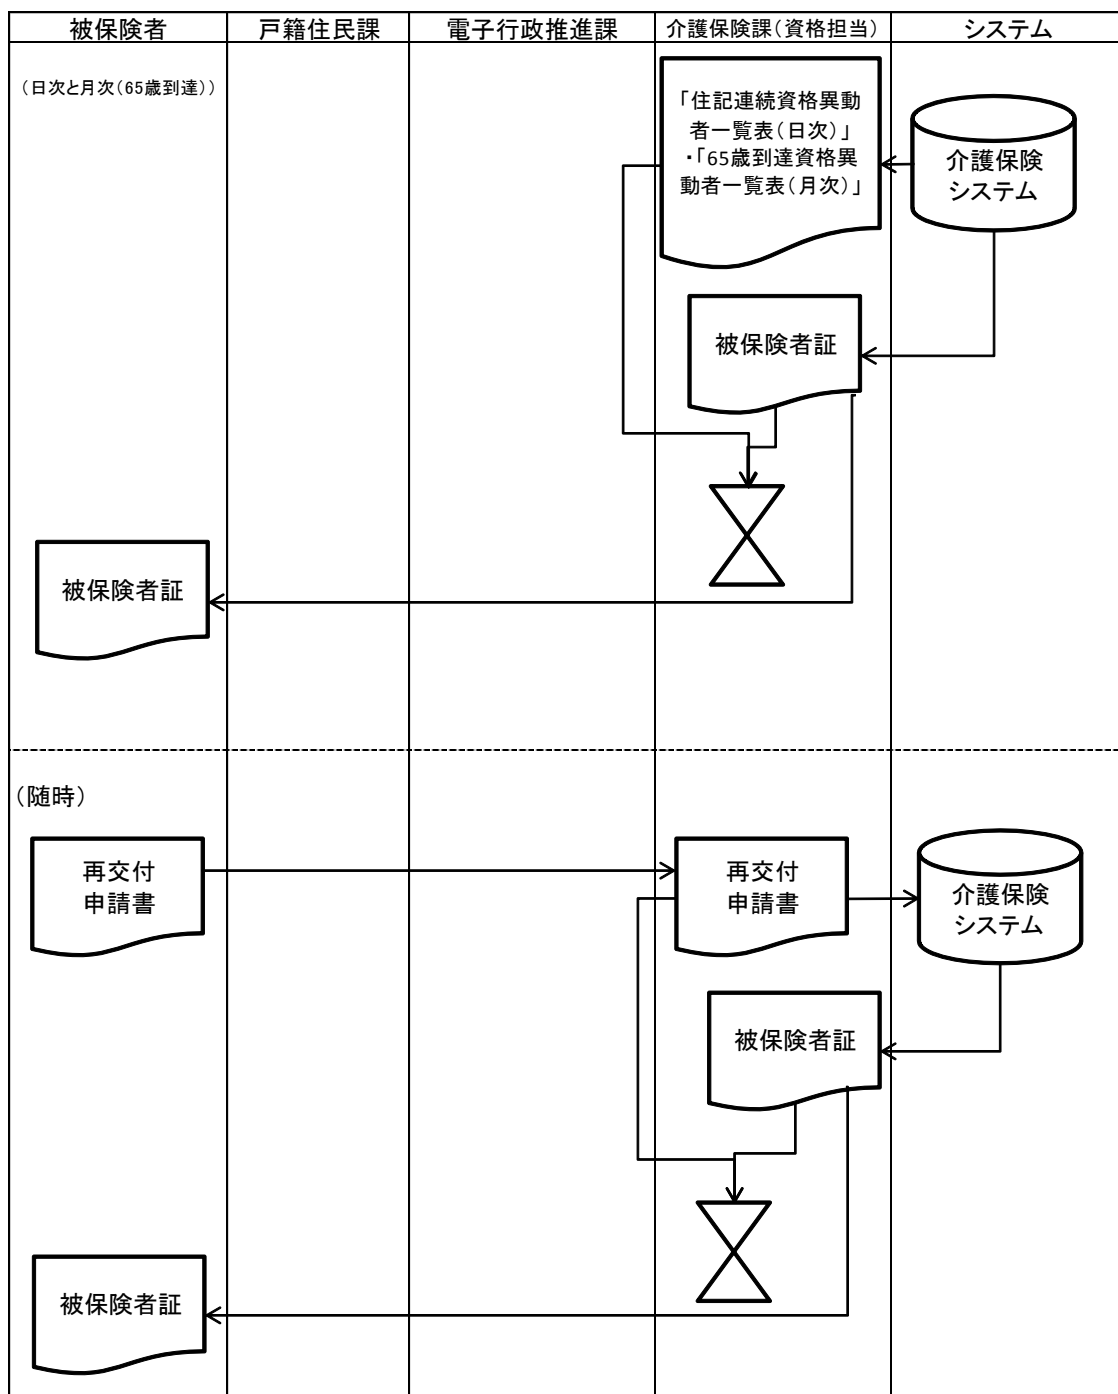 被保険者
戸籍住民課
電子行政推進課
介護保険課(資格担当)
システム
(日次と月次(65歳到達))
「住記連続資格異動
者一覧表(日次)」
・「65歳到達資格異
動者一覧表(月次)」
介護保険
システム
被保険者証
被保険者証
(随時)
再交付
申請書
再交付
申請書
介護保険
システム
被保険者証
被保険者証